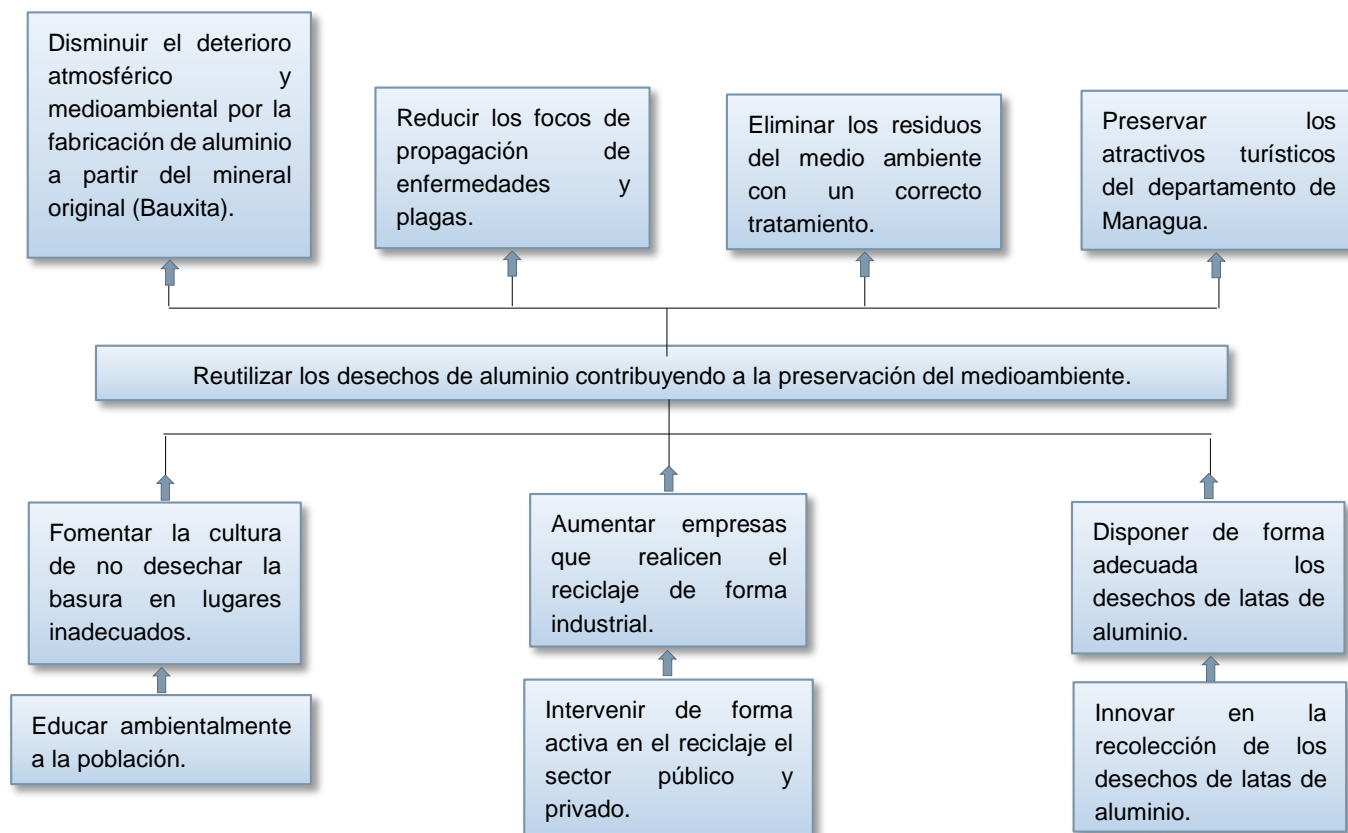 Disminuir el deterioro
atmosférico y
medioambiental por la
fabricación de aluminio
a partir del mineral
original (Bauxita).
Reducir los focos de
propagación de
enfermedades y
plagas.
Eliminar los residuos
del medio ambiente
con un correcto
tratamiento.
Preservar los
atractivos turísticos
del departamento de
Managua.
Reutilizar los desechos de aluminio contribuyendo a la preservación del medioambiente.
Fomentar la cultura
de no desechar la
basura en lugares
inadecuados.
Aumentar empresas
que realicen el
reciclaje de forma
industrial.
Disponer de forma
adecuada los
desechos de latas de
aluminio.
Educar ambientalmente
a la población.
Intervenir de forma
activa en el reciclaje el
sector público y
privado.
Innovar en la
recolección de los
desechos de latas de
aluminio.